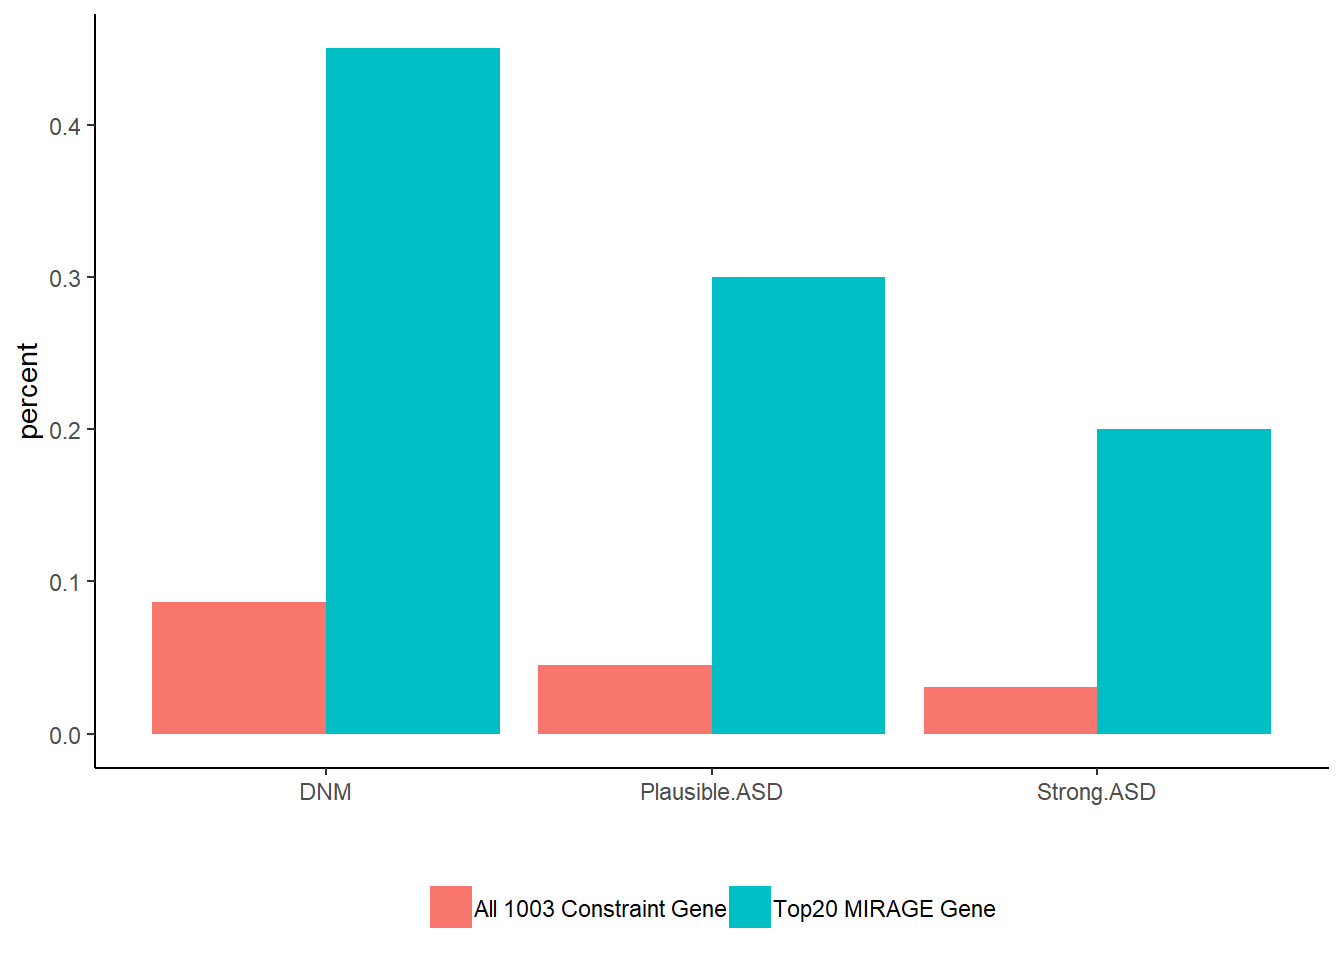 percent
0.4
0.3
0.2
0.1
0.0
DNM Plausible.ASD Strong.ASD
All 1003 Constraint Gene Top20 MIRAGE Gene